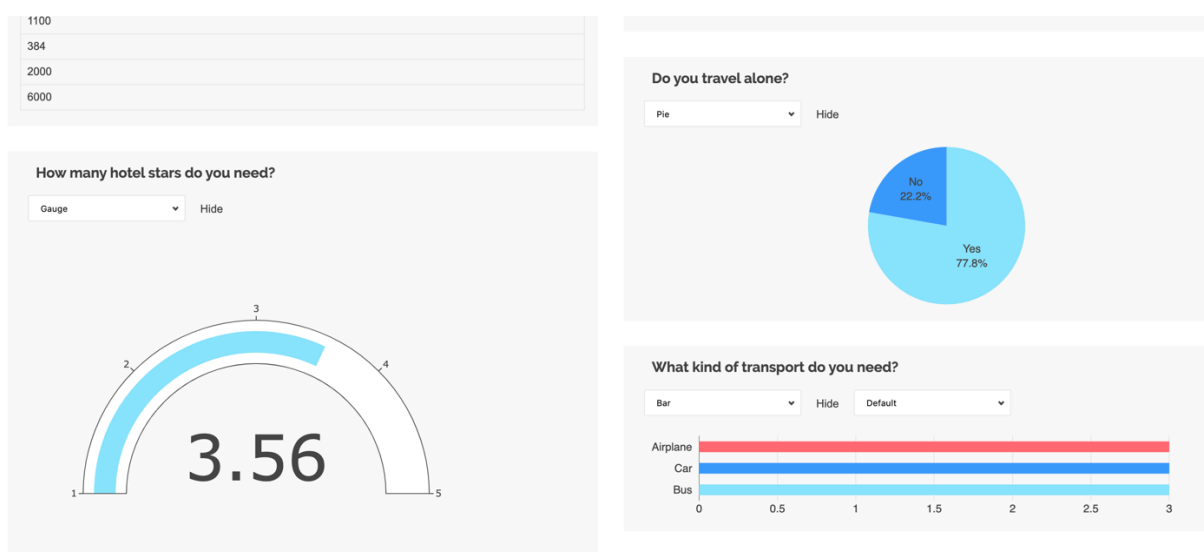 1100
384
2000
6000
How many hotel stars do you need?
Gauge Hide
3
2 4
3.56
1 5
Do you travel alone?
Pie Hide
No
22.2%
Yes
77.8%
What kind of transport do you need?
Bar Hide Default
Airplane
Car
Bus
0 0.5 1 1.5 2 2.5 3